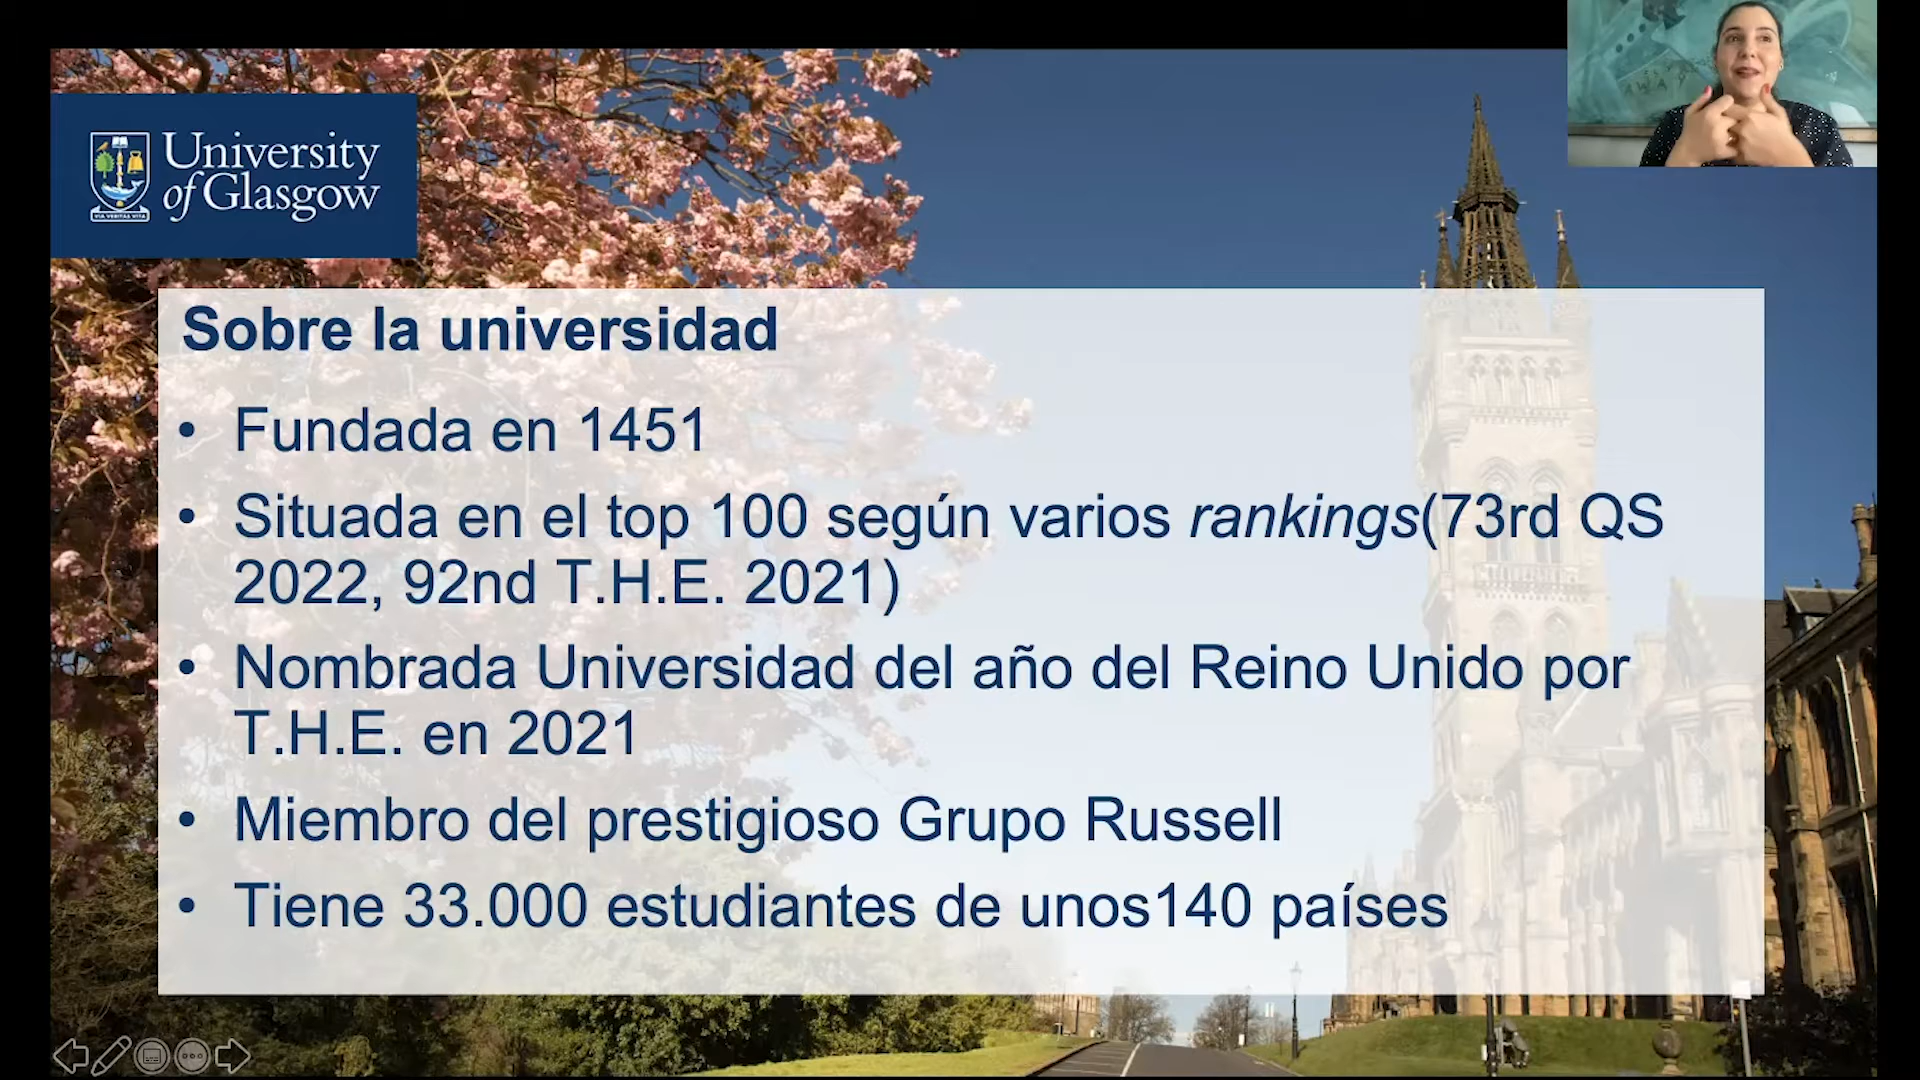 University
of Glasgow
VIA VERITAS VITA
Sobre la universidad
• Fundada en 1451
• Situada en el top 100 según varios rankings(73rd QS
2022, 92nd T.H.E. 2021)
• Nombrada Universidad del año del Reino Unido por
T.H.E. en 2021
• Miembro del prestigioso Grupo Russell
• Tiene 33.000 estudiantes de unos140 países